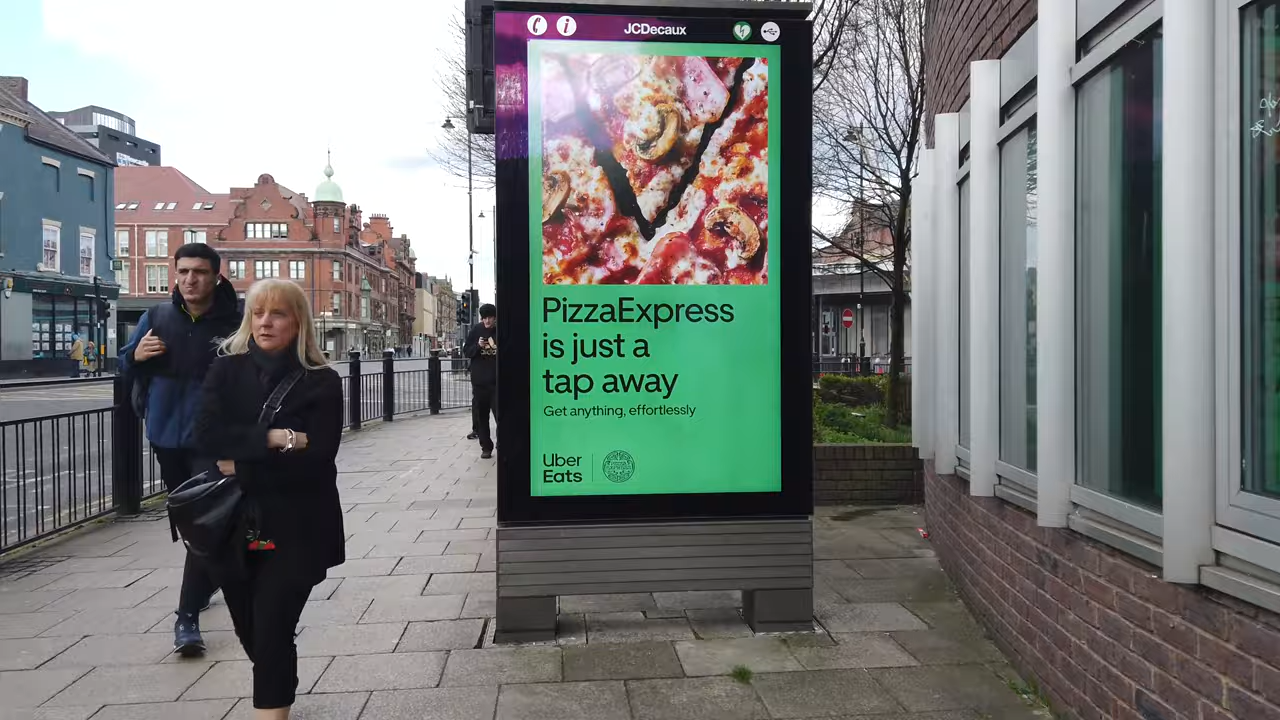 JCDecaux
PizzaExpress
is just a
tap away
Get anything, effortlessly
Uber
Eats